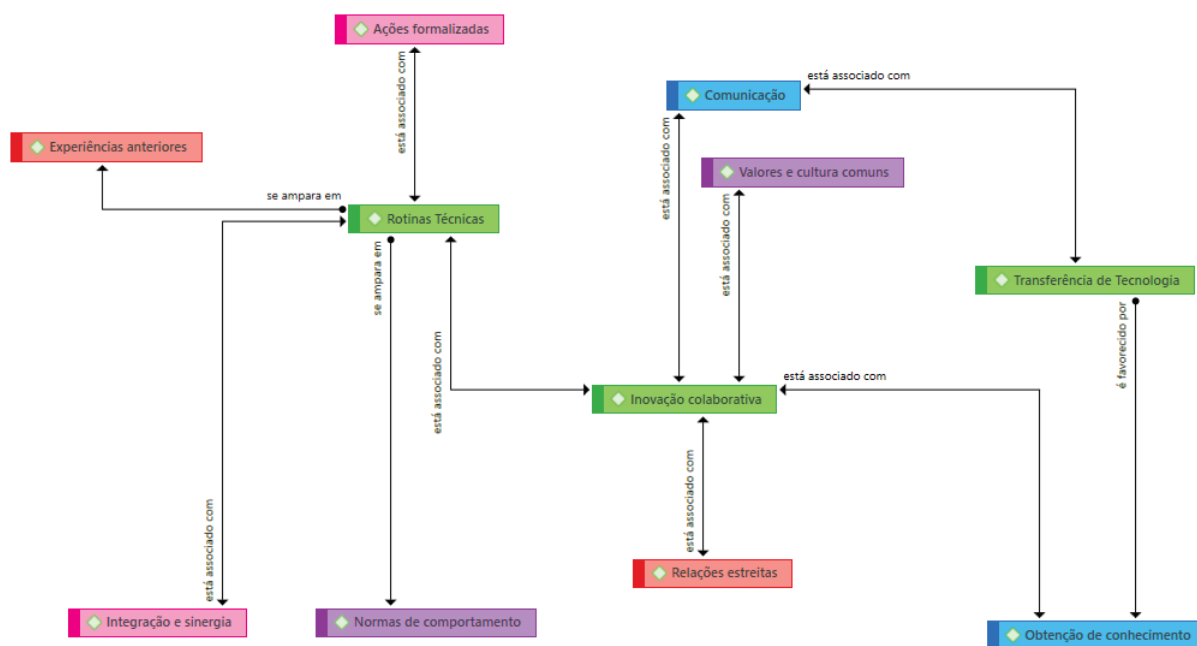 Ações formalizadas
está associado com
Comunicação
está associado com
está associado com
Experiências anteriores
Valores e cultura comuns
se ampara em
Rotinas Técnicas
está associado com
se ampara em
Transferência de Tecnologia
é favorecido por
está associado com
está associado com
Inovação colaborativa
está associado com
está associado com
Relações estreitas
está associado com
Integração e sinergia
Normas de comportamento
Obtenção de conhecimento